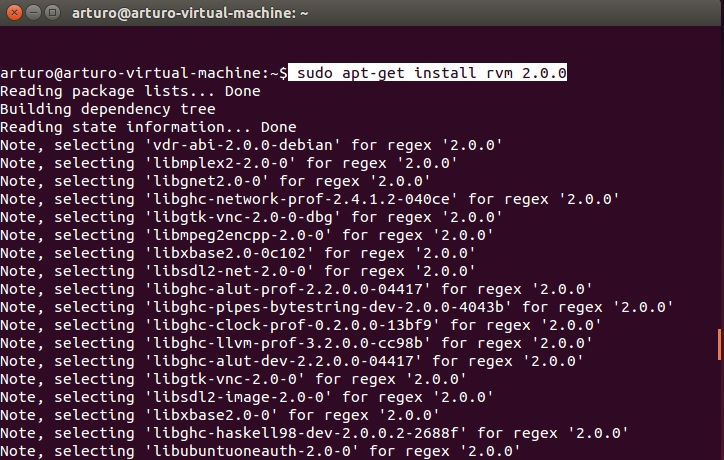 arturo@arturo-virtual-machine: ~
arturo@arturo-virtual-machine:~$ sudo apt-get install rvm 2.0.0
Reading package lists... Done
Building dependency tree
Reading state information... Done
Note, selecting 'vdr-abi-2.0.0-debian' for regex '2.0.0'
Note, selecting 'libmplex2-2.0-0' for regex '2.0.0'
Note, selecting 'libgnet2.0-0' for regex '2.0.0'
Note, selecting 'libghc-network-prof-2.4.1.2-040ce' for regex '2.0.0'
Note, selecting 'libgtk-vnc-2.0-0-dbg' for regex '2.0.0'
Note, selecting 'libmpeg2encpp-2.0-0' for regex '2.0.0'
Note, selecting 'libxbase2.0-0c102' for regex '2.0.0'
Note, selecting 'libsdl2-net-2.0-0' for regex '2.0.0'
Note, selecting 'libghc-alut-prof-2.2.0.0-04417' for regex '2.0.0'
Note, selecting 'libghc-pipes-bytestring-dev-2.0.0-4043b' for regex '2.0.0'
Note, selecting 'libghc-clock-prof-0.2.0.0-13bf9' for regex '2.0.0'
Note, selecting 'libghc-llvm-prof-3.2.0.0-cc98b' for regex '2.0.0'
Note, selecting 'libghc-alut-dev-2.2.0.0-04417' for regex '2.0.0'
Note, selecting 'libgtk-vnc-2.0-0' for regex '2.0.0'
Note, selecting 'libsdl2-image-2.0-0' for regex '2.0.0'
Note, selecting 'libxbase2.0-0' for regex '2.0.0'
Note, selecting 'libghc-haskell98-dev-2.0.0.2-2688f' for regex '2.0.0'
Note, selecting 'libubuntuoneauth-2.0-0' for regex '2.0.0'